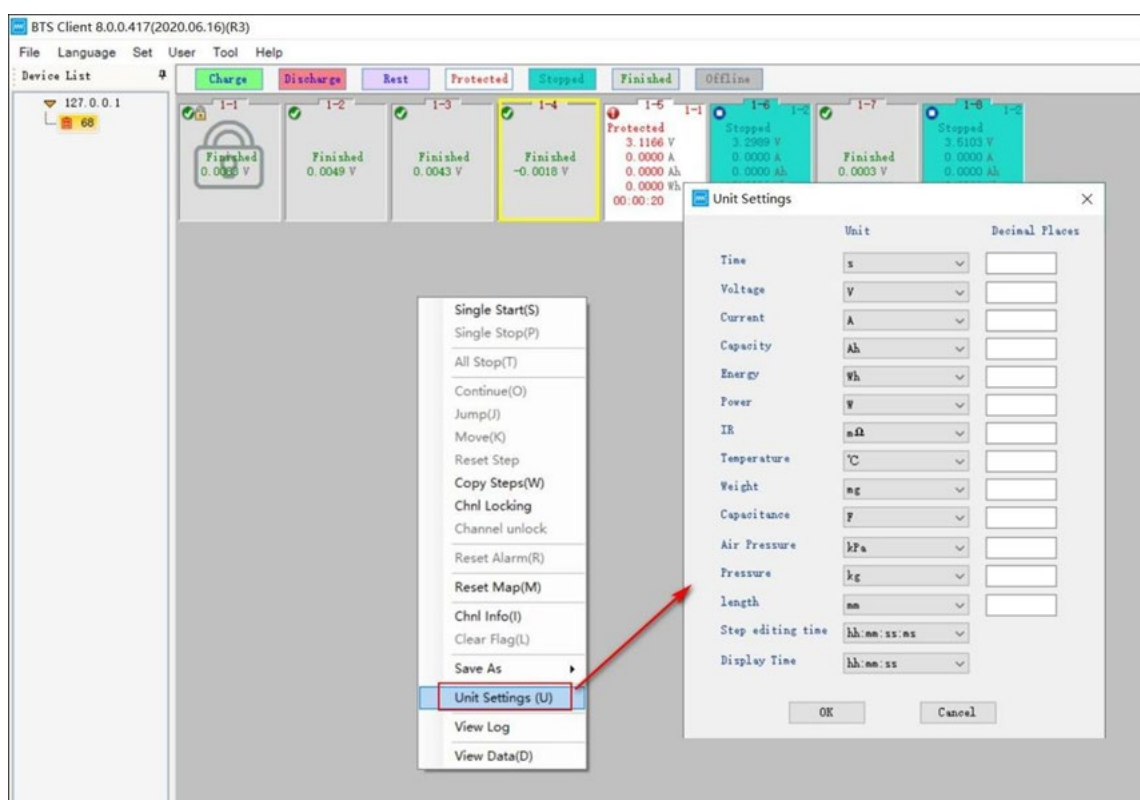 BTS Client 8.0.0.417(2020.06.16)(R3)
File Language Set User Tool Help
Device List
Charge Discharge Rest Protected Stopped Finished Offline
127.0.0.1
68
1-1
Finished
V
1-2
Finished
0.0049 V
1-3
Finished
0.0043 V
1-4
Finished
-0.0018 V
1-5 1-1
Protected
3.1166 V
0.0000 A
0.0000 Ah
0.0000 Wh
00:00:20
1-6 1-2
Stopped
3.2989 V
0.0000 A
0.0000 Ah
1-7
Finished
0.0003 V
1-8 1-2
Stopped
3.5103 V
0.0000 A
0.0000 Ah
Single Start(S)
Single Stop(P)
All Stop(T)
Continue(O)
Jump(J)
Move(K)
Reset Step
Copy Steps(W)
Chnl Locking
Channel unlock
Reset Alarm(R)
Reset Map(M)
Chnl Info(I)
Clear Flag(L)
Save As
Unit Settings (U)
View Log
View Data(D)
Unit Settings
Unit Decimal Places
Time s
Voltage V
Current A
Capacity Ah
Energy Wh
Power W
IR mΩ
Temperature ℃
Weight mg
Capacitance F
Air Pressure kPa
Pressure kg
length mm
Step editing time hh:mm:ss:ms
Display Time hh:mm:ss
OK Cancel